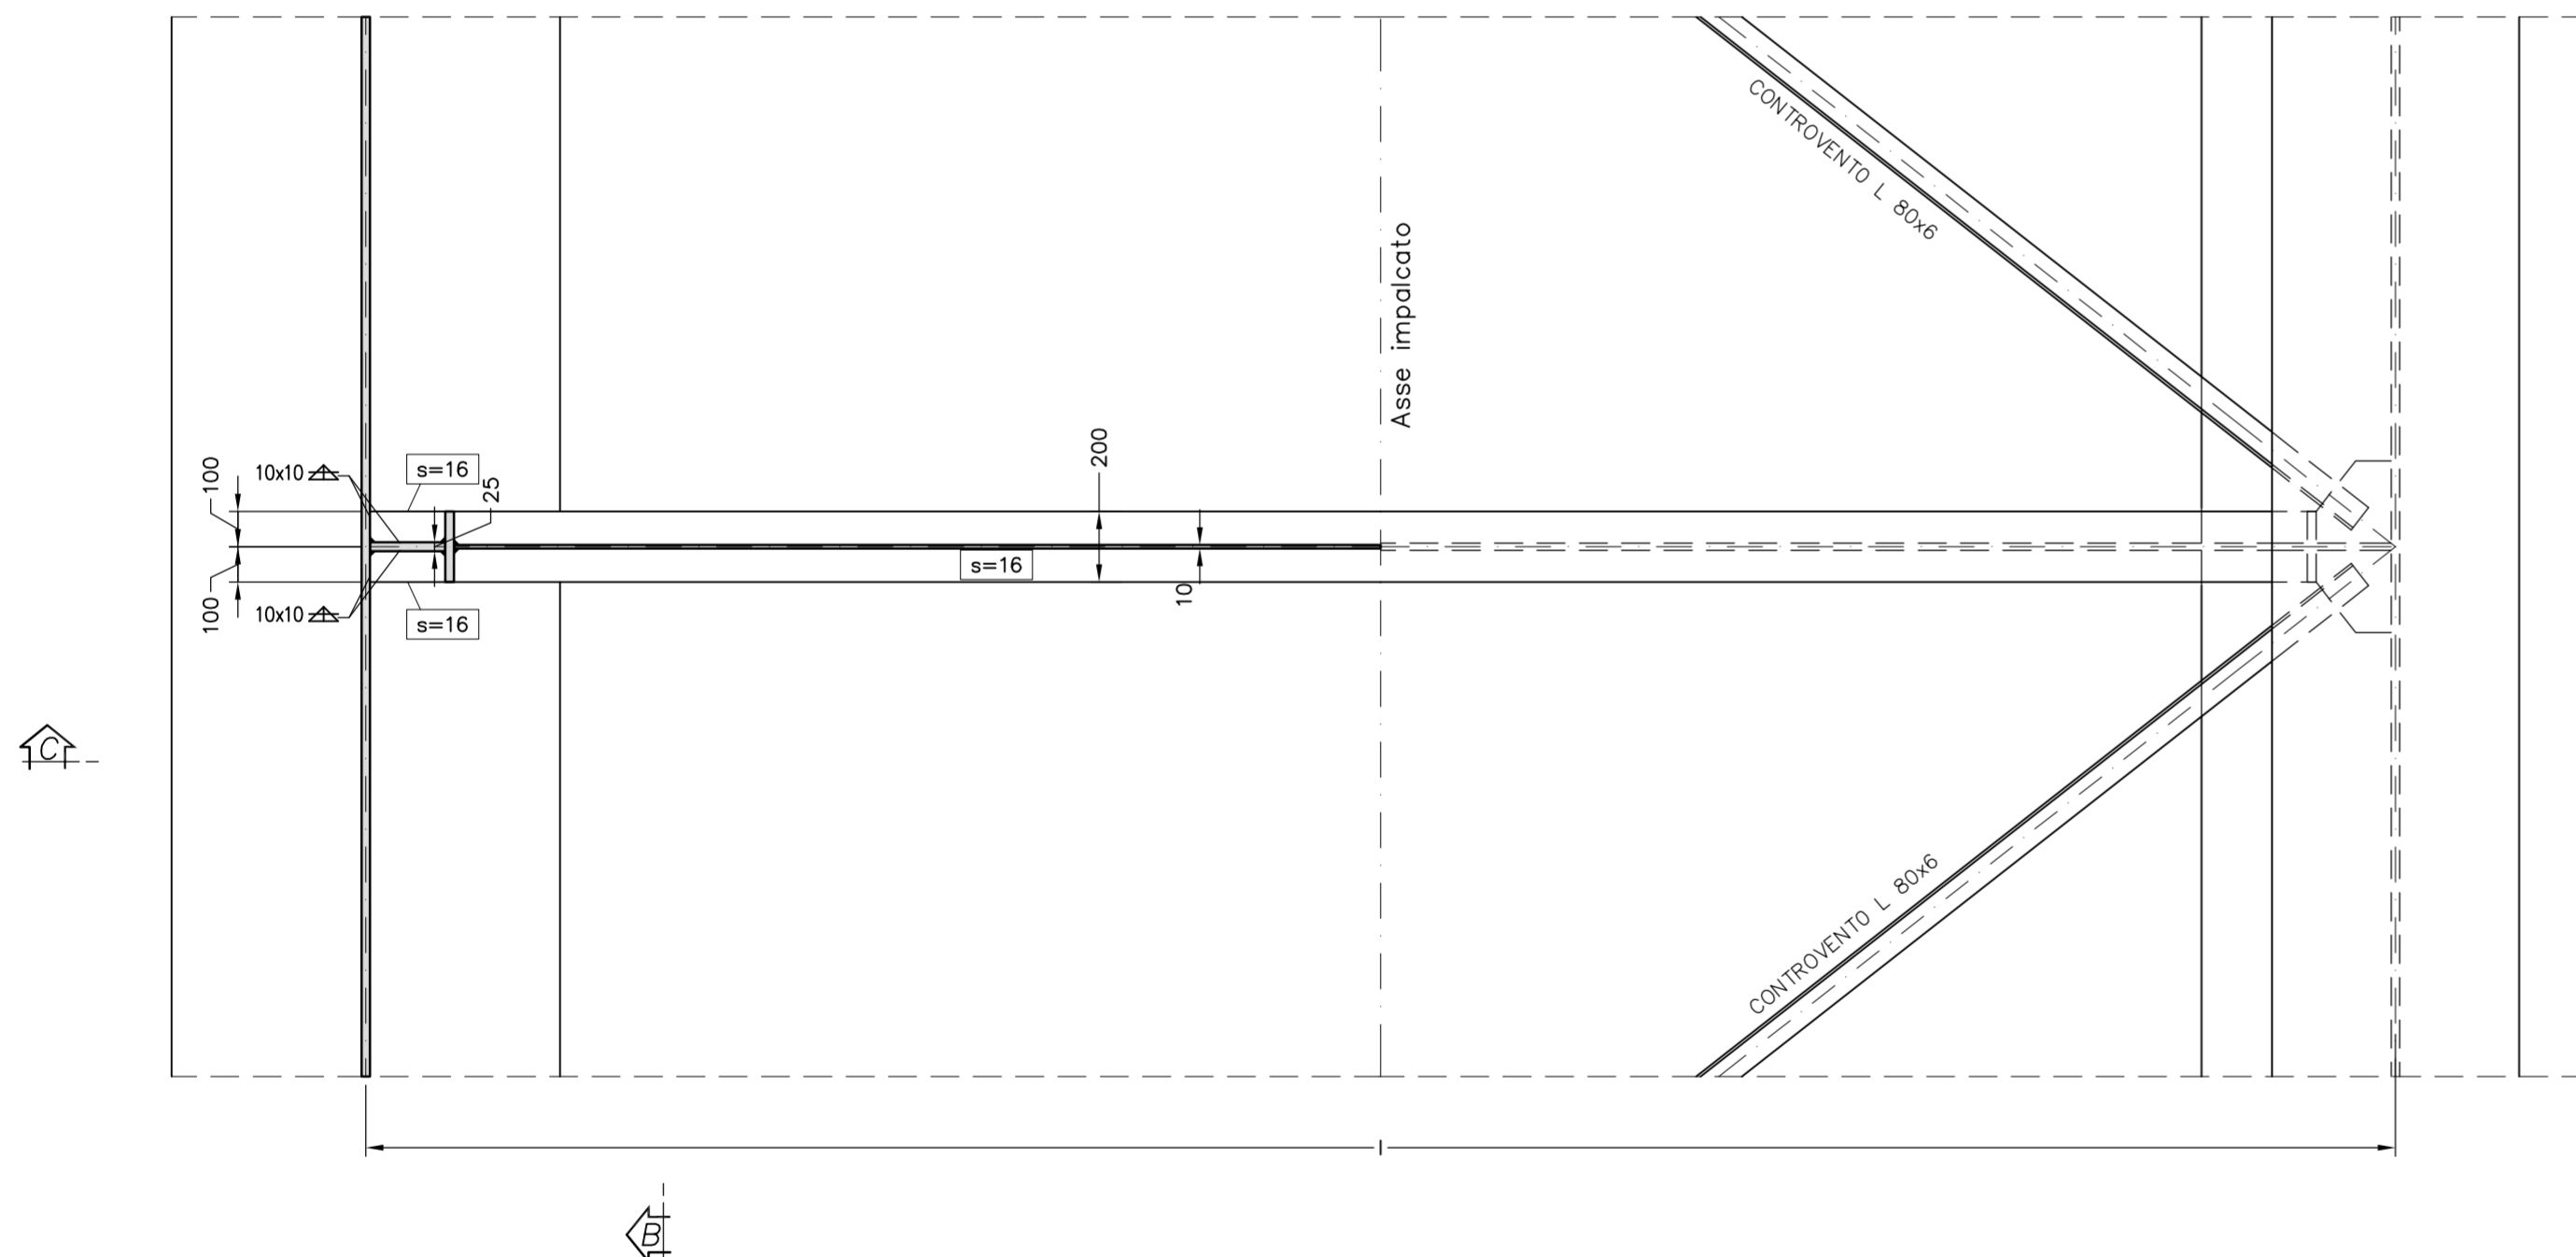 CONTROVENTO L 80x6
Asse impalcato
100
10x10
s=16
25
200
s=16
10
100
10x10
s=16
C
CONTROVENTO L 80x6
l
B